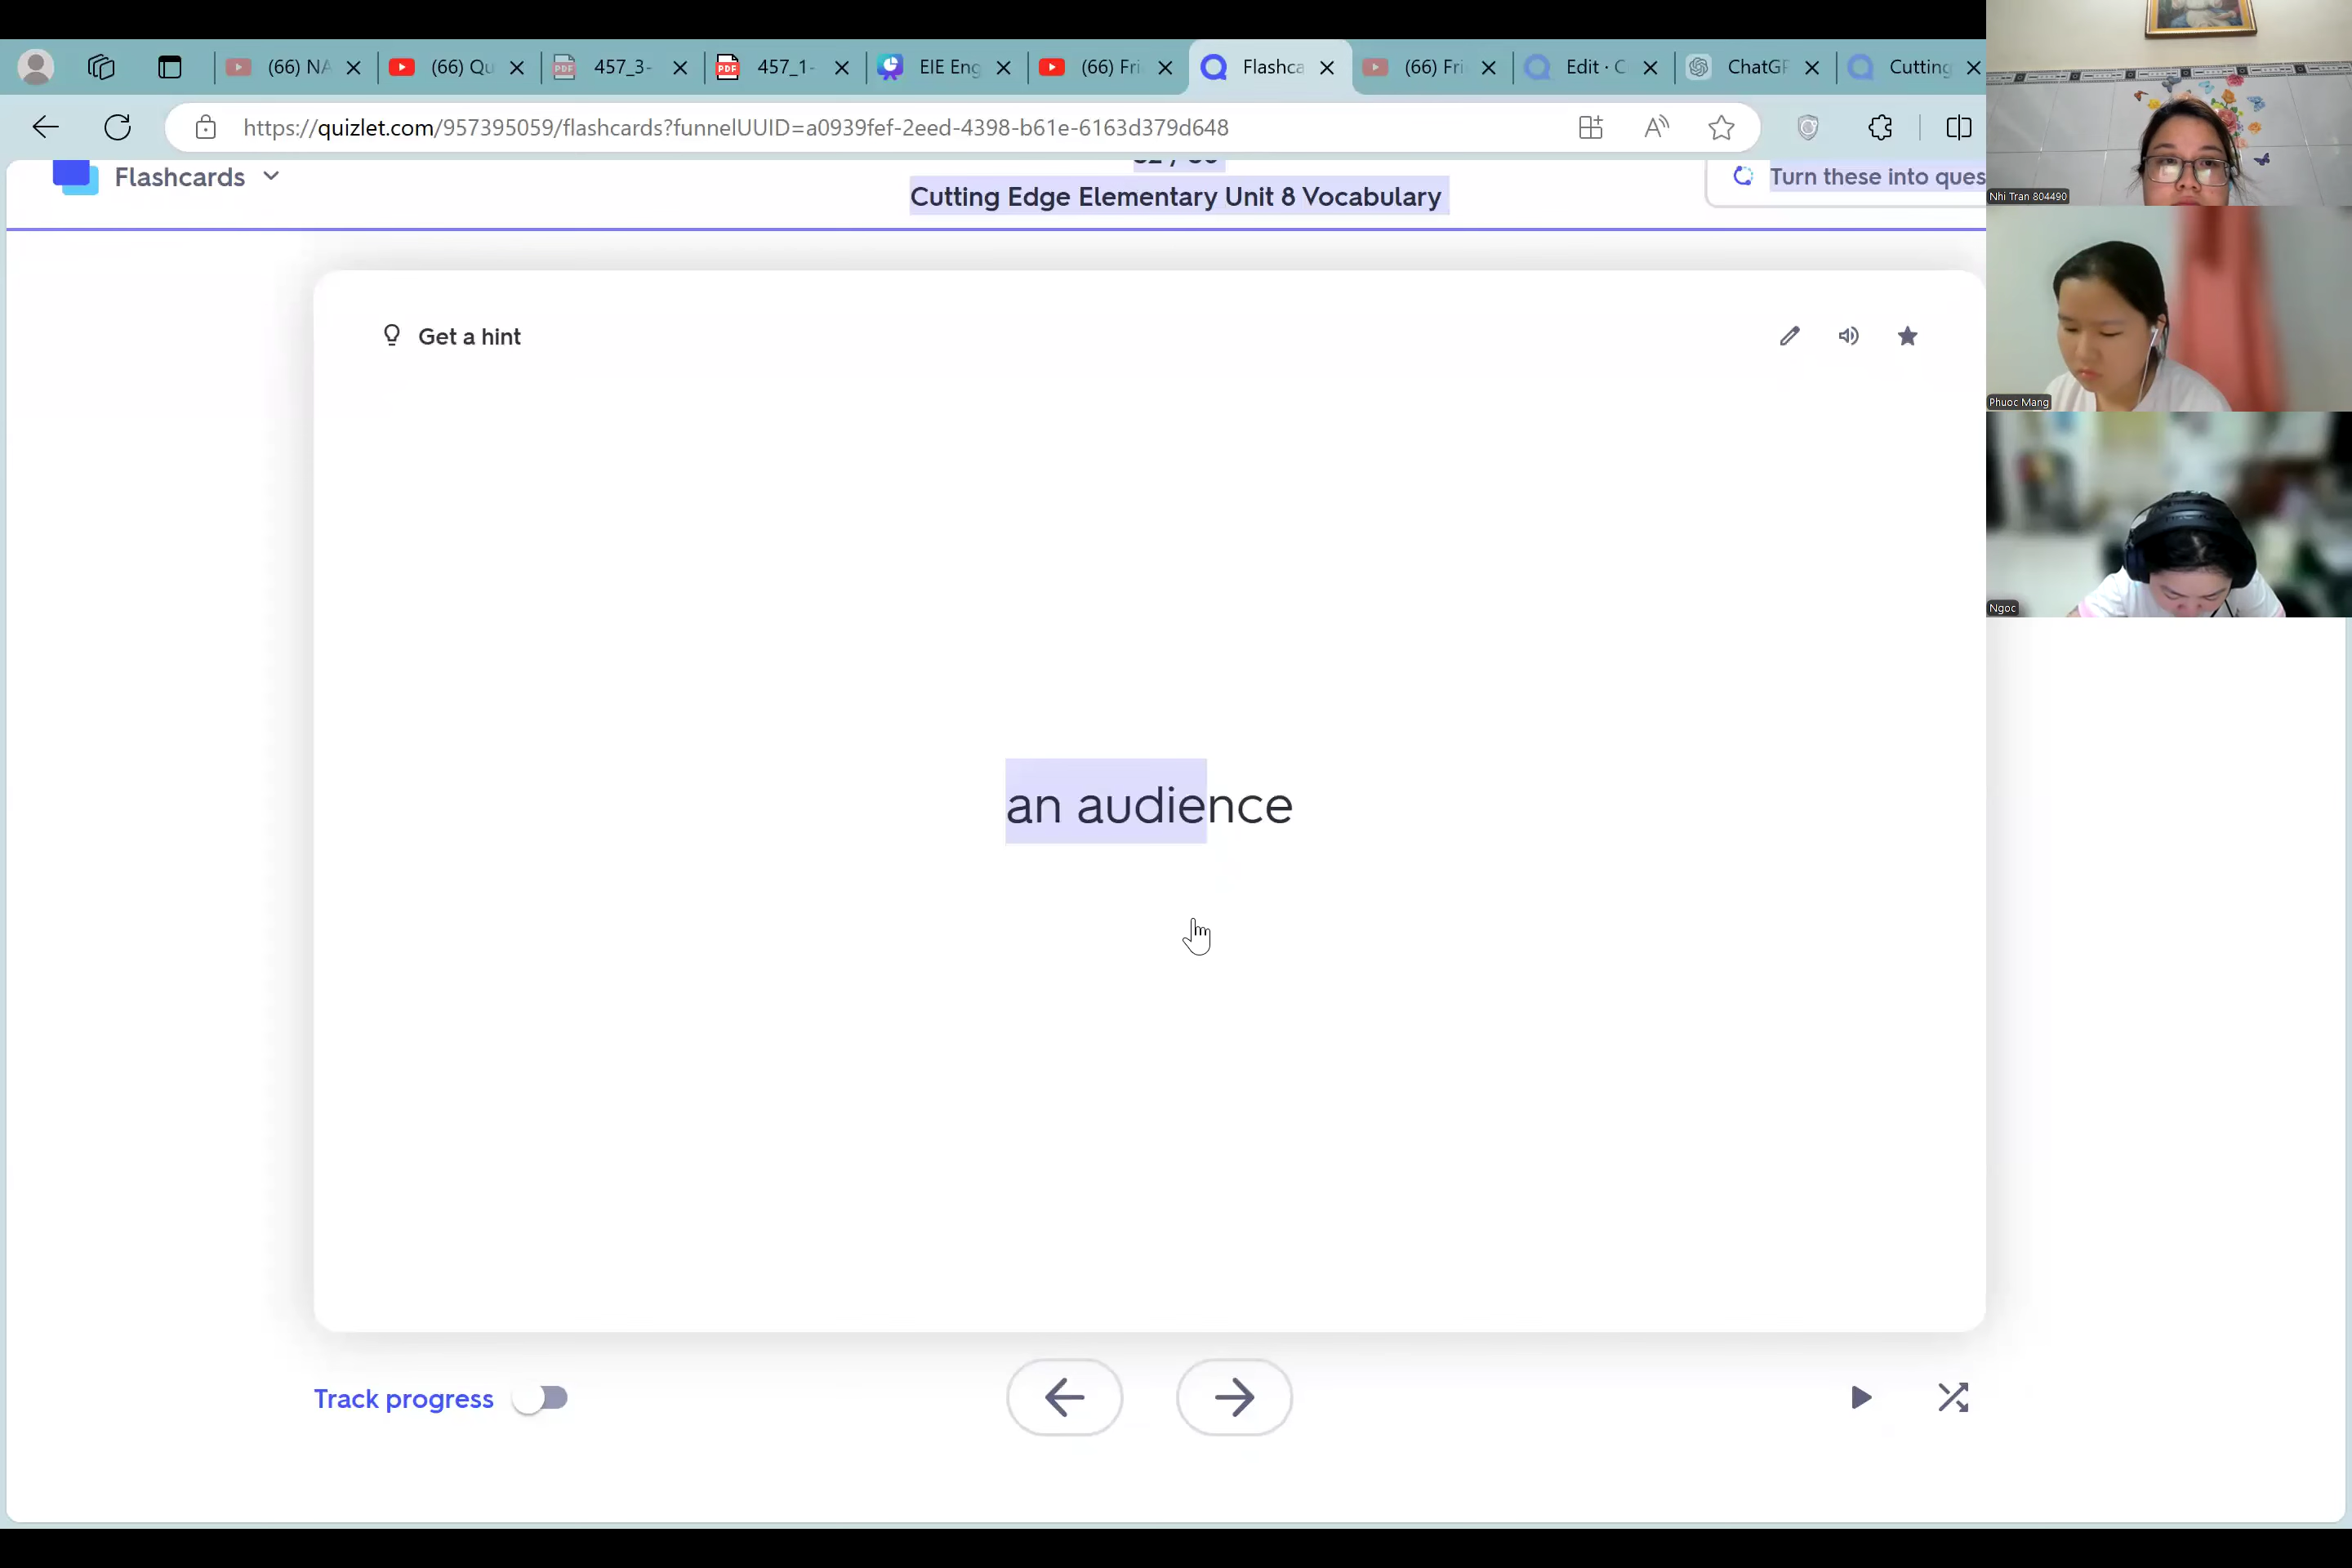 (66) NA
(66) Qu
457_3-
457_1-
EIE Eng
(66) Fri
Flashca
(66) Fri
Edit · C
ChatGP
Cutting
https://quizlet.com/957395059/flashcards?funnelUUID=a0939fef-2eed-4398-b61e-6163d379d648
Flashcards
Cutting Edge Elementary Unit 8 Vocabulary
Turn these into ques
Nhi Tran 804490
Get a hint
Phuoc Mang
Ngoc
an audience
Track progress